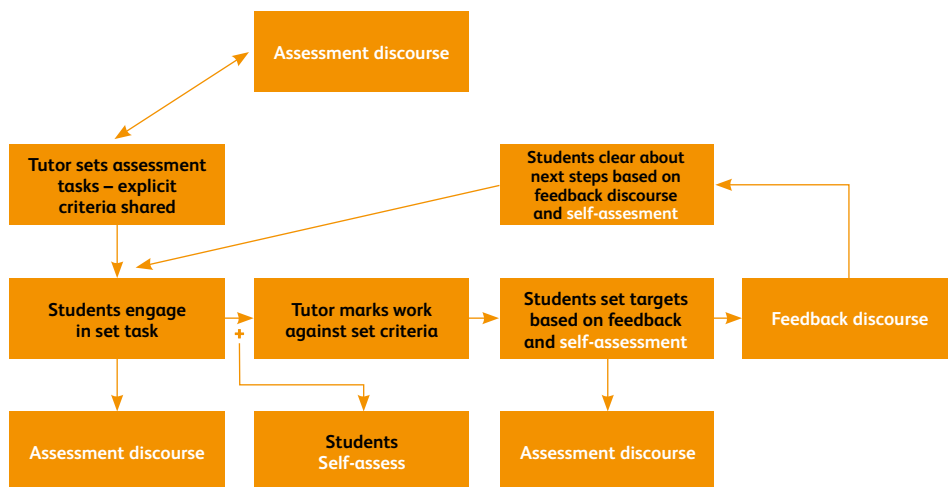 Assessment discourse
Tutor sets assessment
tasks – explicit
criteria shared
Students clear about
next steps based on
feedback discourse
and self-assesment
Students engage
in set task
+
Tutor marks work
against set criteria
Students set targets
based on feedback
and self-assessment
Feedback discourse
Assessment discourse
Students
Self-assess
Assessment discourse